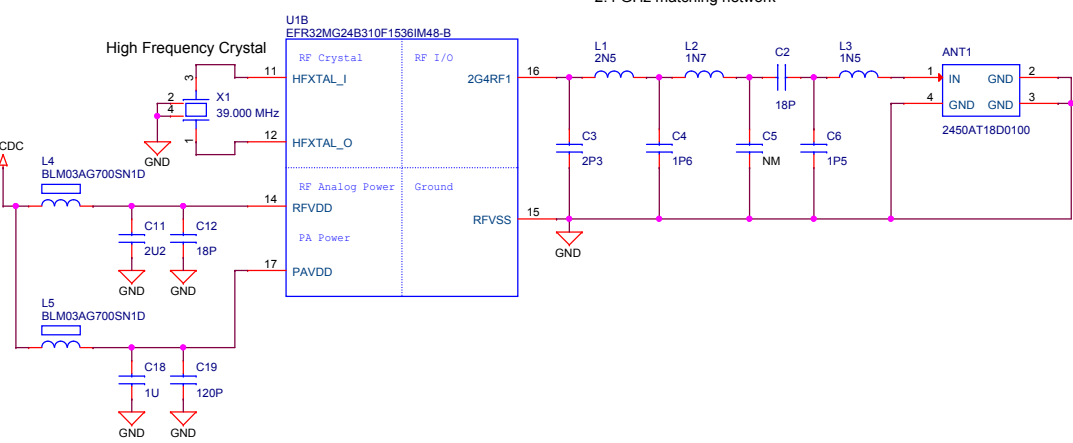 2.4 GHz matching network
U1B
EFR32MG24B310F1536IM48-B
High Frequency Crystal
RF Crystal
RF I/O
HFXTAL_I
11
2G4RF1
16
3
2
4
1
X1
39.000 MHz
GND
HFXTAL_O
12
L1
2N5
L2
1N7
C2
18P
L3
1N5
ANT1
1
IN
GND
2
4
GND
GND
3
2450AT18D0100
C3
2P3
C4
1P6
C5
NM
C6
1P5
CDC
L4
BLM03AG700SN1D
RF Analog Power
Ground
14
RFVDD
RFVSS
15
GND
C11
2U2
C12
18P
GND
GND
PA Power
17
PAVDD
L5
BLM03AG700SN1D
C18
1U
C19
120P
GND
GND